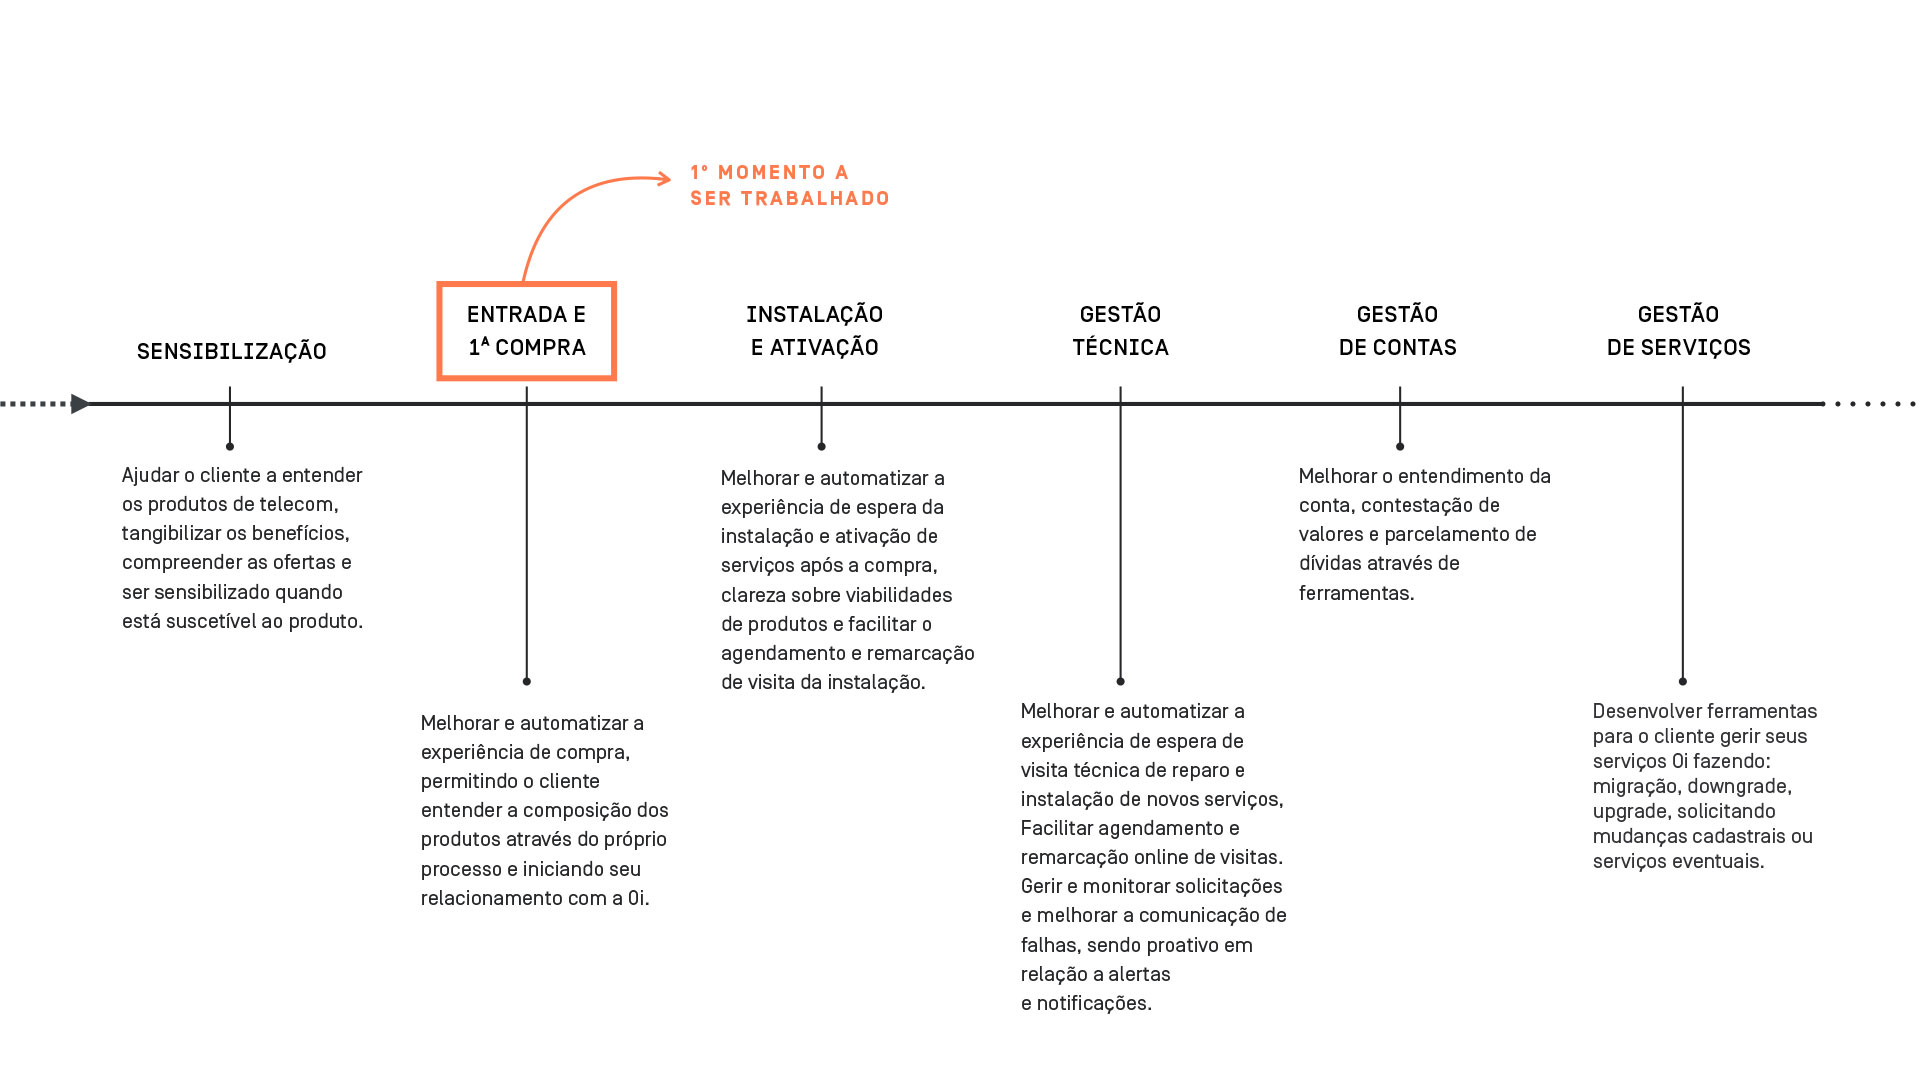 1º MOMENTO A
SER TRABALHADO
SENSIBILIZAÇÃO
Ajudar o cliente a entender
os produtos de telecom,
tangibilizar os benefícios,
compreender as ofertas e
ser sensibilizado quando
está suscetível ao produto.
ENTRADA E
1ª COMPRA
Melhorar e automatizar a
experiência de compra,
permitindo o cliente
entender a composição dos
produtos através do próprio
processo e iniciando seu
relacionamento com a Oi.
INSTALAÇÃO
E ATIVAÇÃO
Melhorar e automatizar a
experiência de espera da
instalação e ativação de
serviços após a compra,
clareza sobre viabilidades
de produtos e facilitar o
agendamento e remarcação
de visita da instalação.
GESTÃO
TÉCNICA
Melhorar e automatizar a
experiência de espera de
visita técnica de reparo e
instalação de novos serviços,
Facilitar agendamento e
remarcação online de visitas.
Gerir e monitorar solicitações
e melhorar a comunicação de
falhas, sendo proativo em
relação a alertas
e notificações.
GESTÃO
DE CONTAS
Melhorar o entendimento da
conta, contestação de
valores e parcelamento de
dívidas através de
ferramentas.
GESTÃO
DE SERVIÇOS
Desenvolver ferramentas
para o cliente gerir seus
serviços Oi fazendo:
migração, downgrade,
upgrade, solicitando
mudanças cadastrais ou
serviços eventuais.